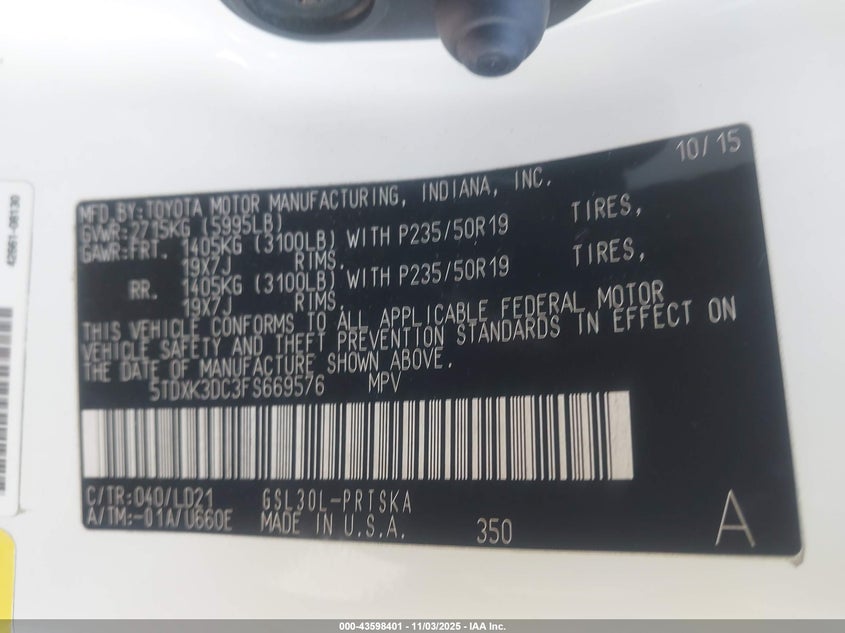 10/15
MFD.BY:TOYOTA MOTOR MANUFACTURING, INDIANA, INC.
GVWR:2715KG (5995LB)
GAWR:FRT. 1405KG (3100LB) WITH P235/50R19 TIRES,
19X7J RIMS,
RR. 1405KG (3100LB) WITH P235/50R19 TIRES,
19X7J RIMS,
THIS VEHICLE CONFORMS TO ALL APPLICABLE FEDERAL MOTOR
VEHICLE SAFETY AND THEFT PREVENTION STANDARDS IN EFFECT ON
THE DATE OF MANUFACTURE SHOWN ABOVE.
5TDXK3DC3FS669576 MPV
C/TR:040/LD21 GSL30L-PRTSKA
A/TM:-01A/U660E MADE IN U.S.A. 350 A
42661-08130
000-43598401 - 11/03/2025 - IAA Inc.